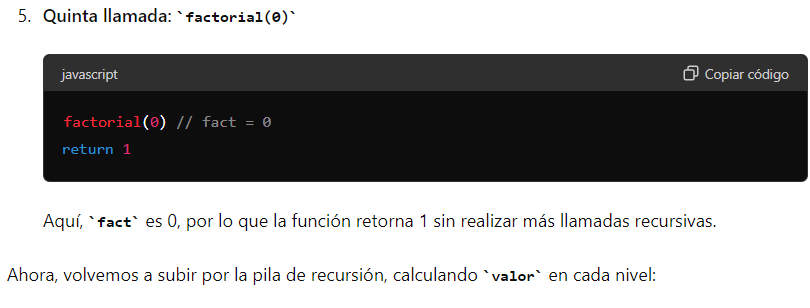 5. Quinta llamada: `factorial(0)`
javascript Copiar código
factorial(0) // fact = 0
return 1
Aquí, `fact` es 0, por lo que la función retorna 1 sin realizar más llamadas recursivas.
Ahora, volvemos a subir por la pila de recursión, calculando `valor` en cada nivel: